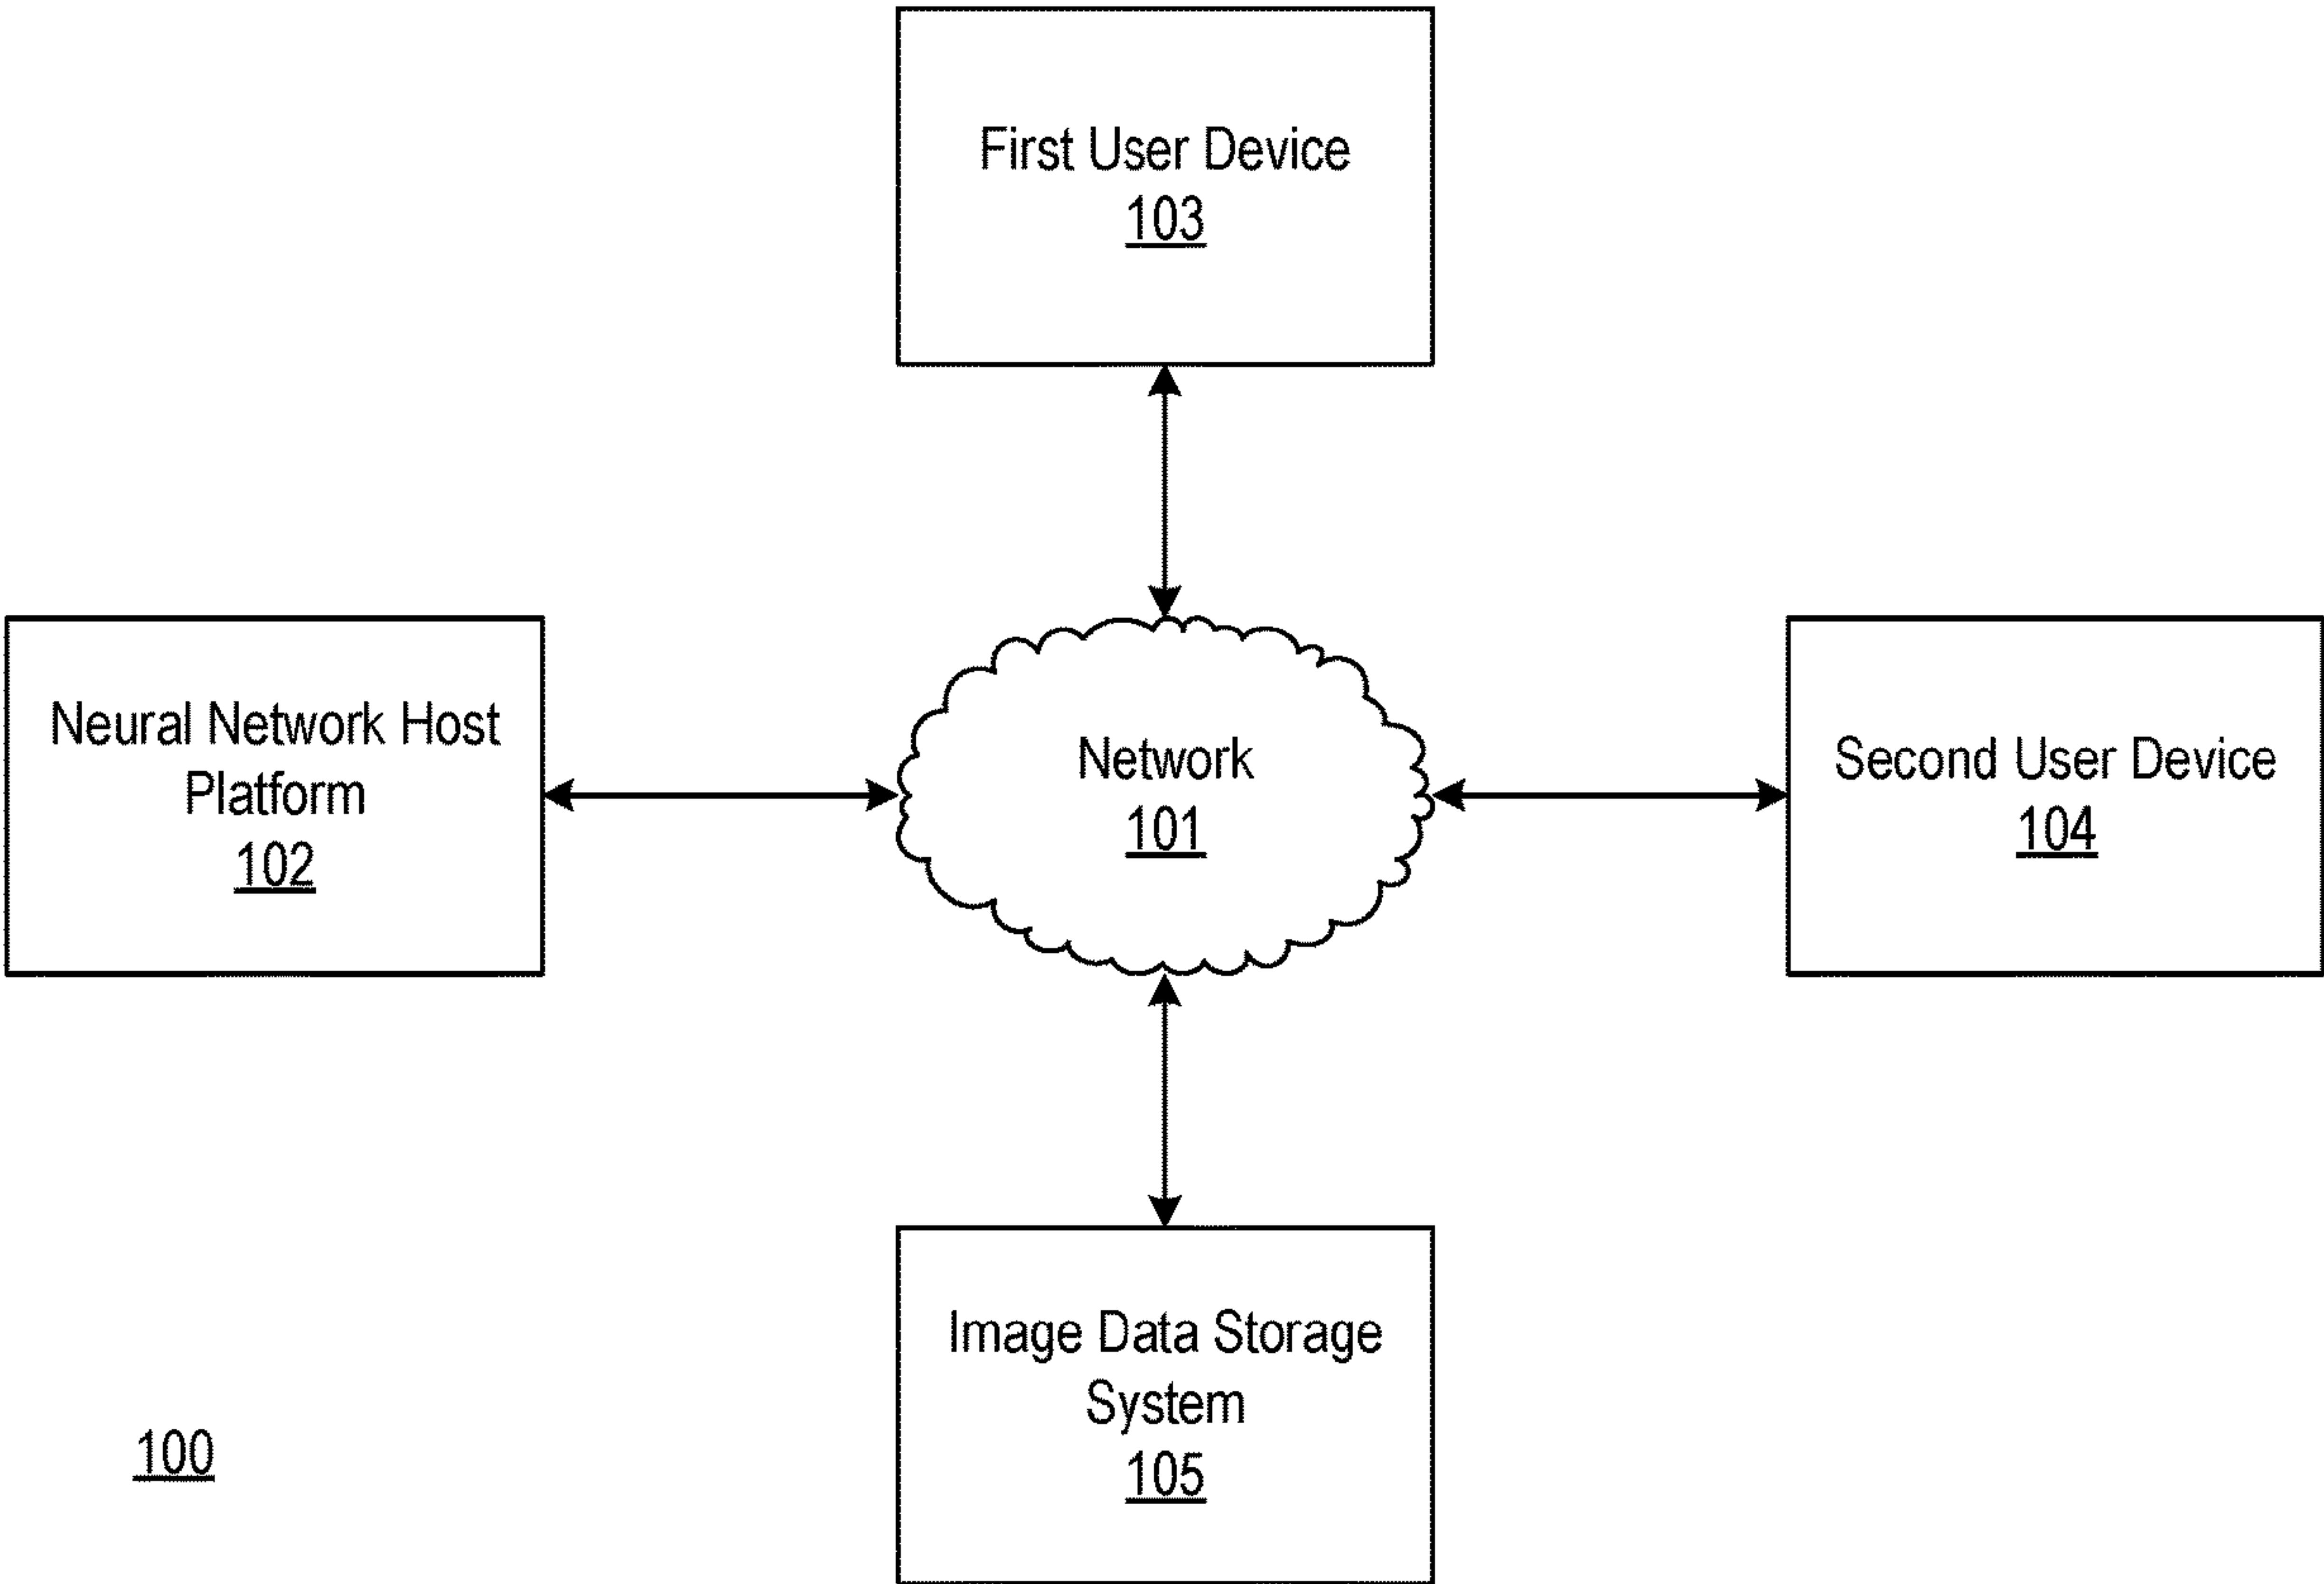 First User Device
103
Neural Network Host
Platform
102
Network
101
Second User Device
104
Image Data Storage
System
105
100